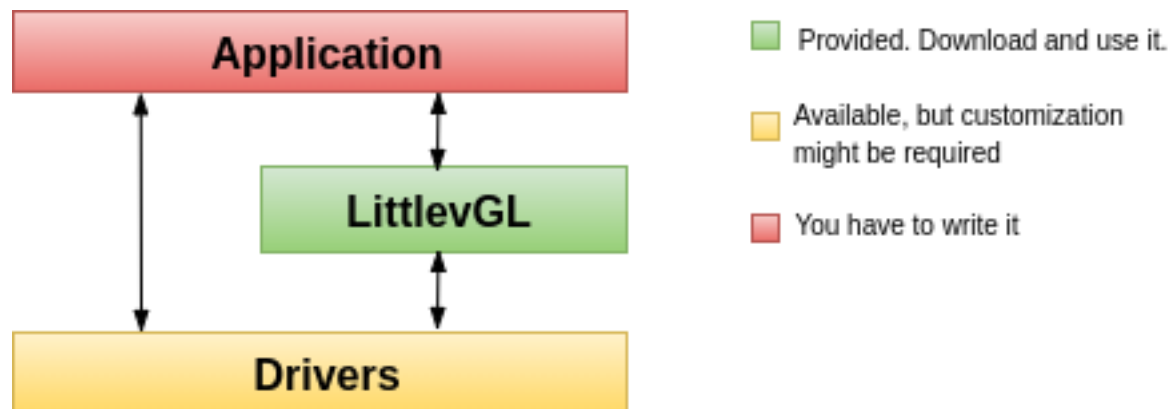 Application
LittlevGL
Drivers
Provided. Download and use it.
Available, but customization
might be required
You have to write it